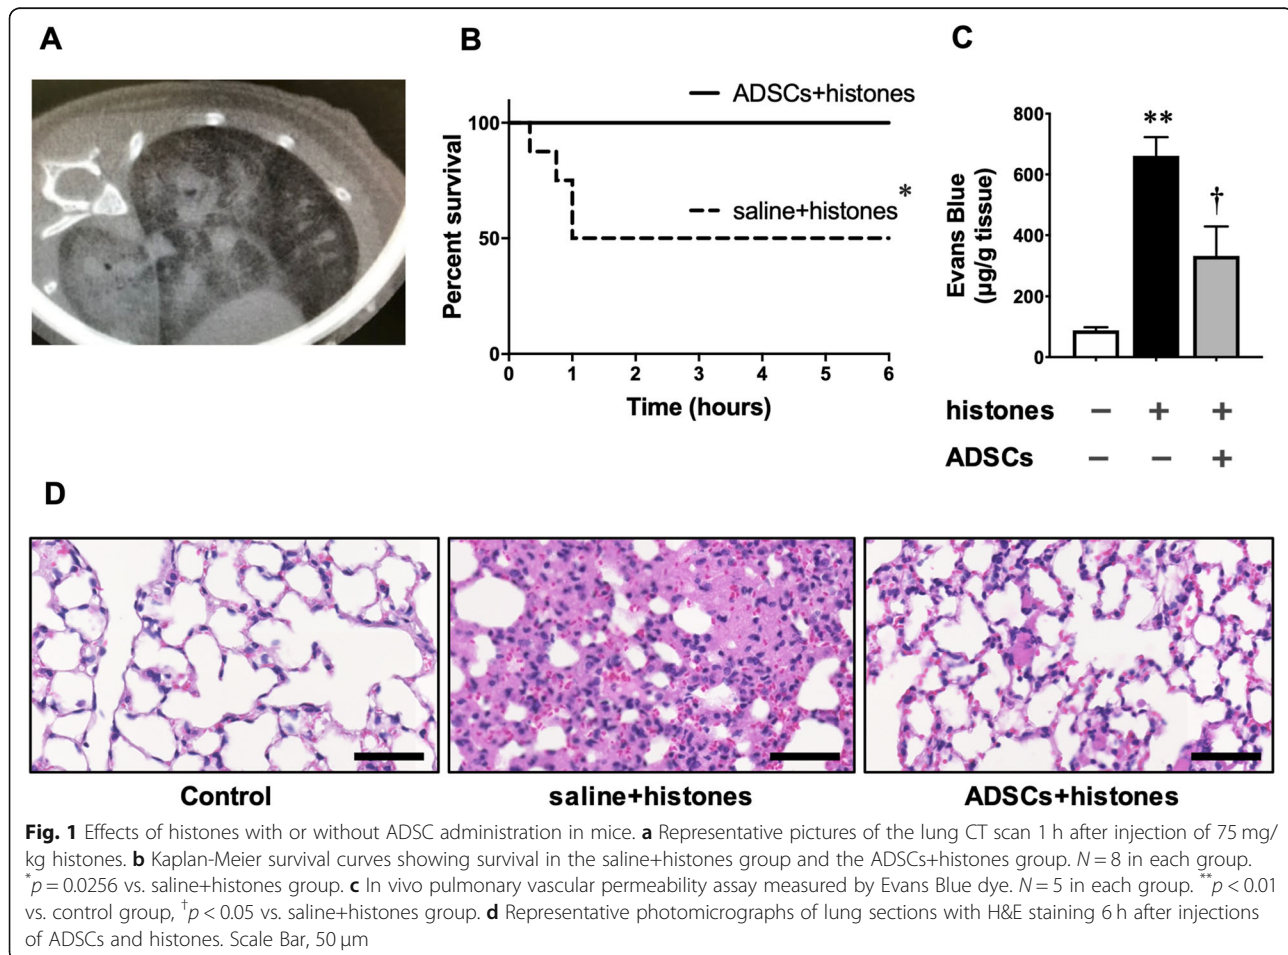 A
B
ADSCs+histones
saline+histones*
Percent survival
100
50
0
0 1 2 3 4 5 6
Time (hours)
C
Evans Blue
(µg/g tissue)
800
600
400
200
0
**
†
histones − + +
ADSCs − − +
D
Control saline+histones ADSCs+histones
Fig. 1 Effects of histones with or without ADSC administration in mice. a Representative pictures of the lung CT scan 1 h after injection of 75 mg/
kg histones. b Kaplan-Meier survival curves showing survival in the saline+histones group and the ADSCs+histones group. N = 8 in each group.
*p = 0.0256 vs. saline+histones group. c In vivo pulmonary vascular permeability assay measured by Evans Blue dye. N = 5 in each group. **p < 0.01
vs. control group, †p < 0.05 vs. saline+histones group. d Representative photomicrographs of lung sections with H&E staining 6 h after injections
of ADSCs and histones. Scale Bar, 50 µm